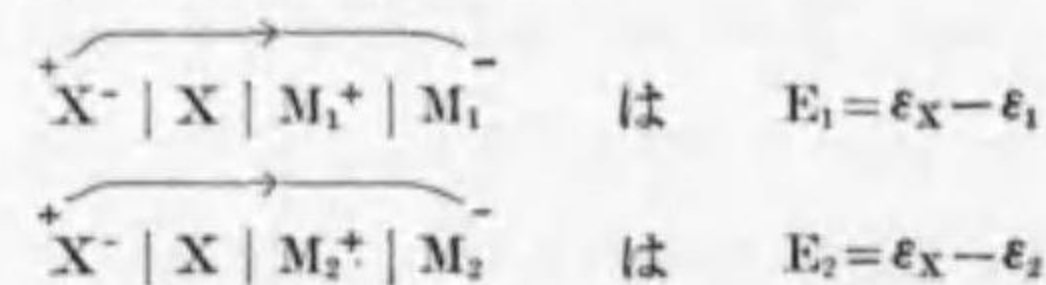 + −
X⁻ | X | M₁⁺ | M₁ は E₁=εX−ε₁
+ −
X⁻ | X | M₂⁺ | M₂ は E₂=εX−ε₂